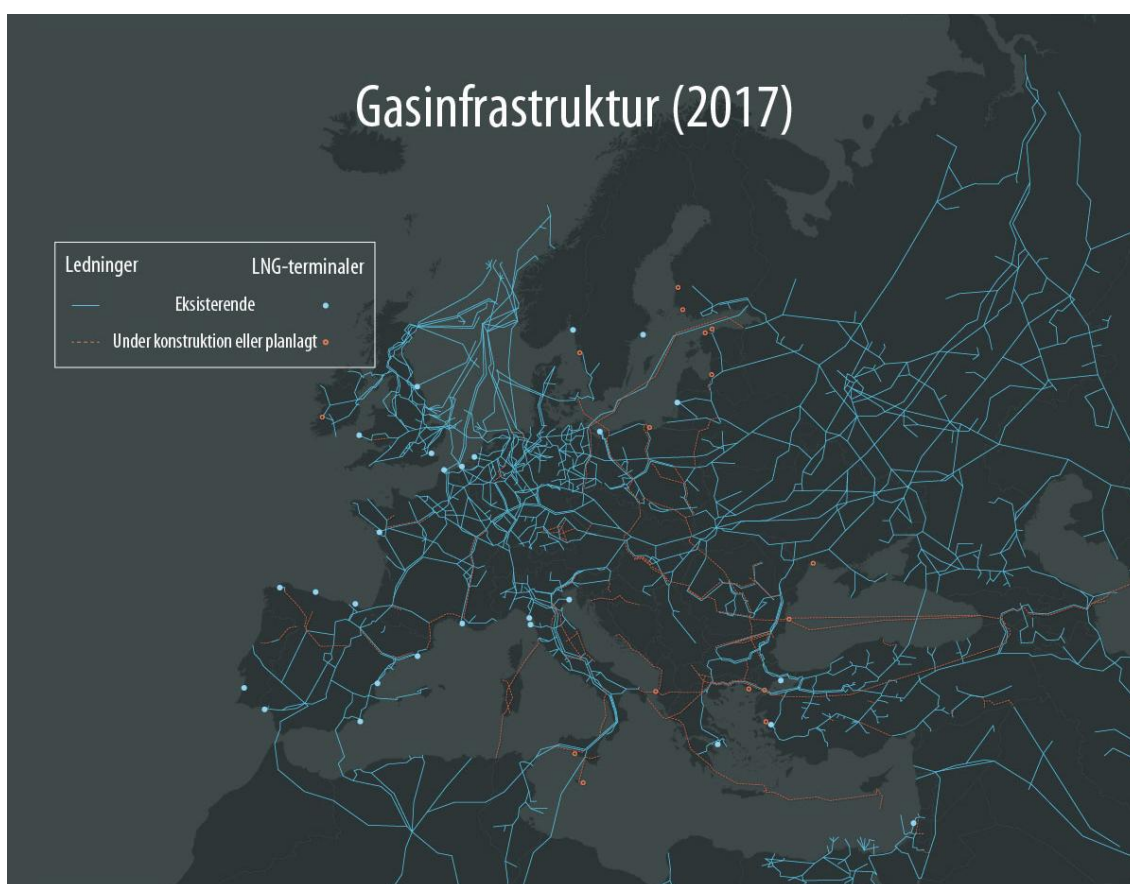 Gasinfrastruktur (2017)
Ledninger LNG-terminaler
Eksisterende
Under konstruktion eller planlagt